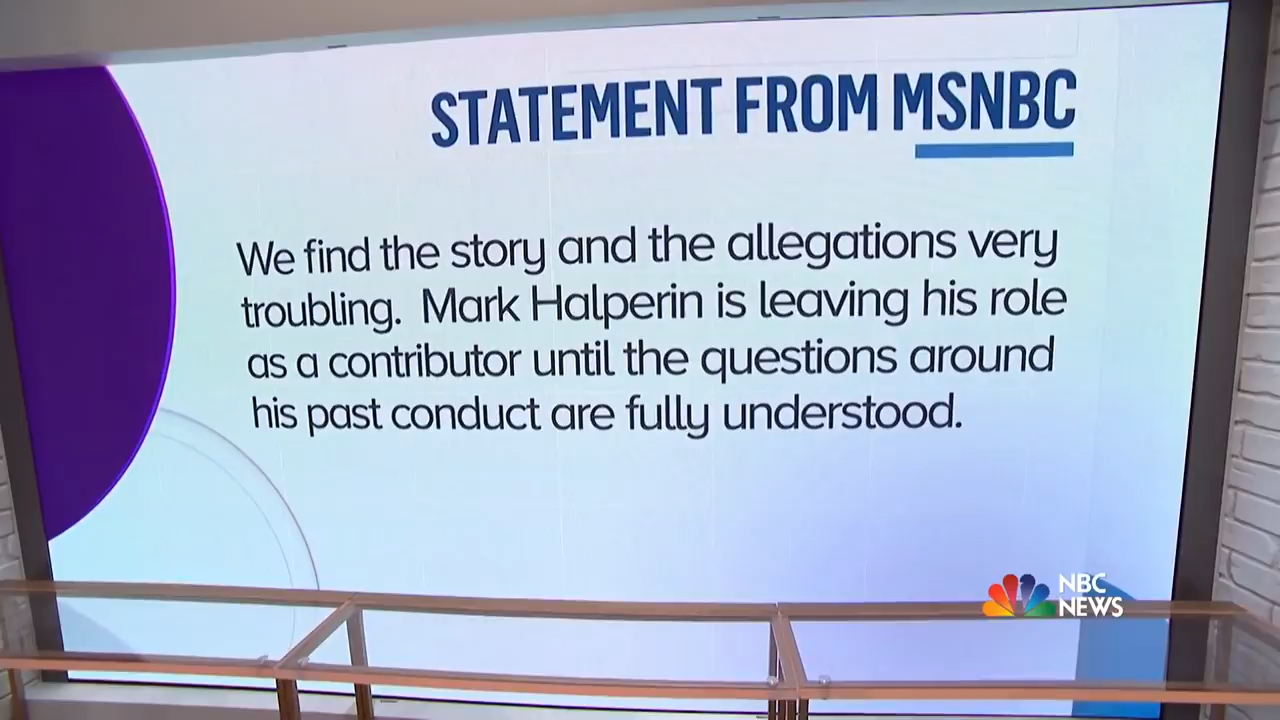 STATEMENT FROM MSNBC
We find the story and the allegations very
troubling. Mark Halperin is leaving his role
as a contributor until the questions around
his past conduct are fully understood.
NBC
NEWS